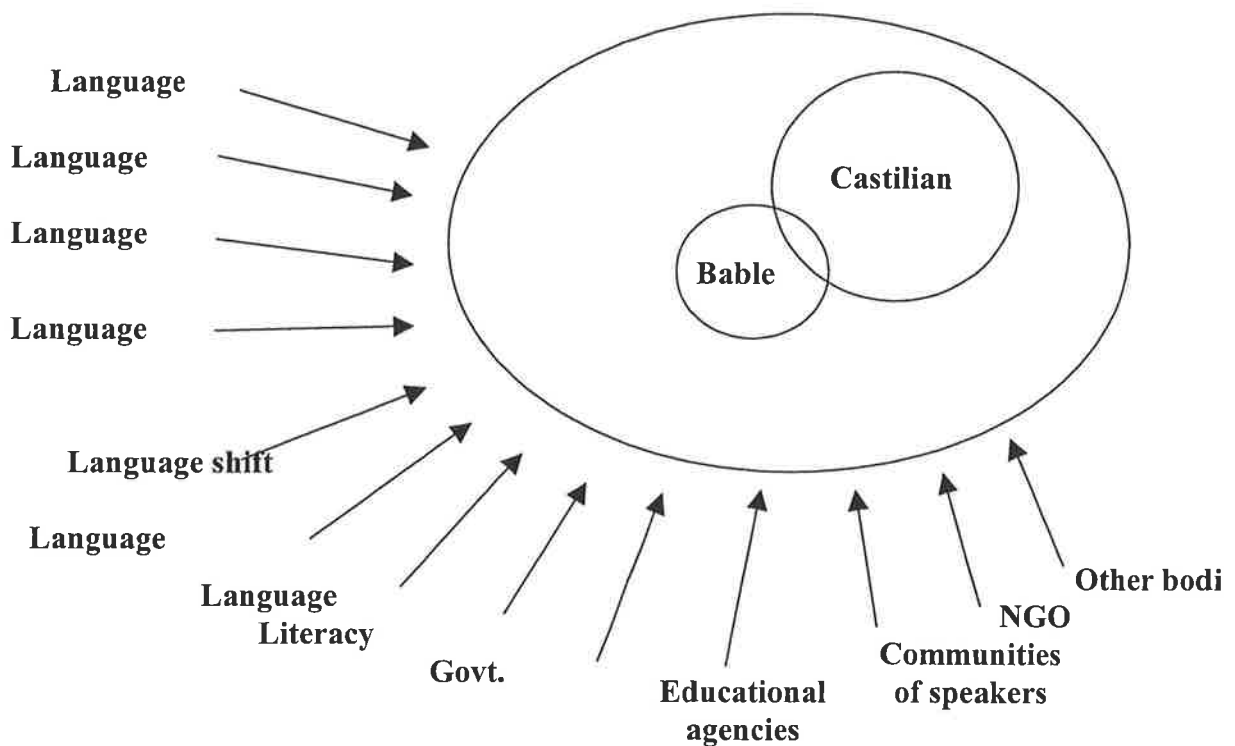 Language
Castilian
Language
Language
Bable
Language
Language shift
Language
Language
Literacy
Govt.
Other bodi
NGO
Communities
of speakers
Educational
agencies